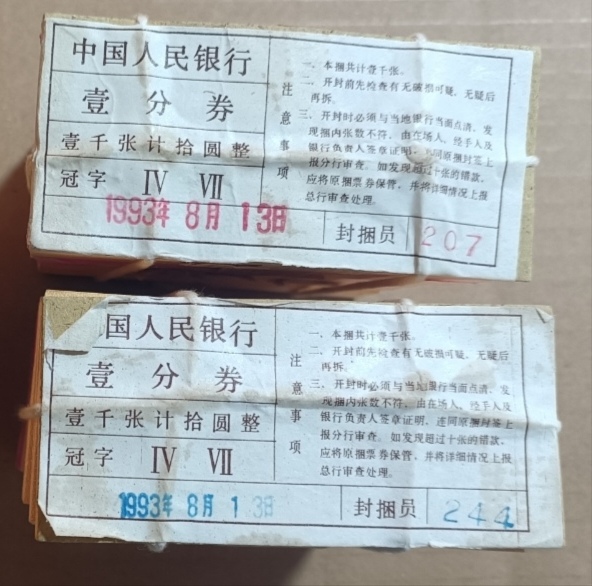 中国人民银行
壹分券
壹千张计拾圆整
冠字 IV VII
1993年8月13日
注意事项
一、本捆共计壹千张。
二、开封前先检查有无破损可疑，无疑后
再拆。
三、开封时必须与当地银行当面点清，发
现捆内张数不符，由在场人、经手人及
银行负责人签章证明，连同原捆封签上
报分行审查。如发现超过十张的错款，
应将原捆票券保管，并将详细情况上报
总行审查处理。
封捆员 207
国人民银行
壹分券
壹千张计拾圆整
冠字 IV VII
1993年8月13日
注意事项
一、本捆共计壹千张。
二、开封前先检查有无破损可疑，无疑后
再拆。
三、开封时必须与当地银行当面点清，发
现捆内张数不符，由在场人、经手人及
银行负责人签章证明，连同原捆封签上
报分行审查。如发现超过十张的错款，
应将原捆票券保管，并将详细情况上报
总行审查处理。
封捆员 244